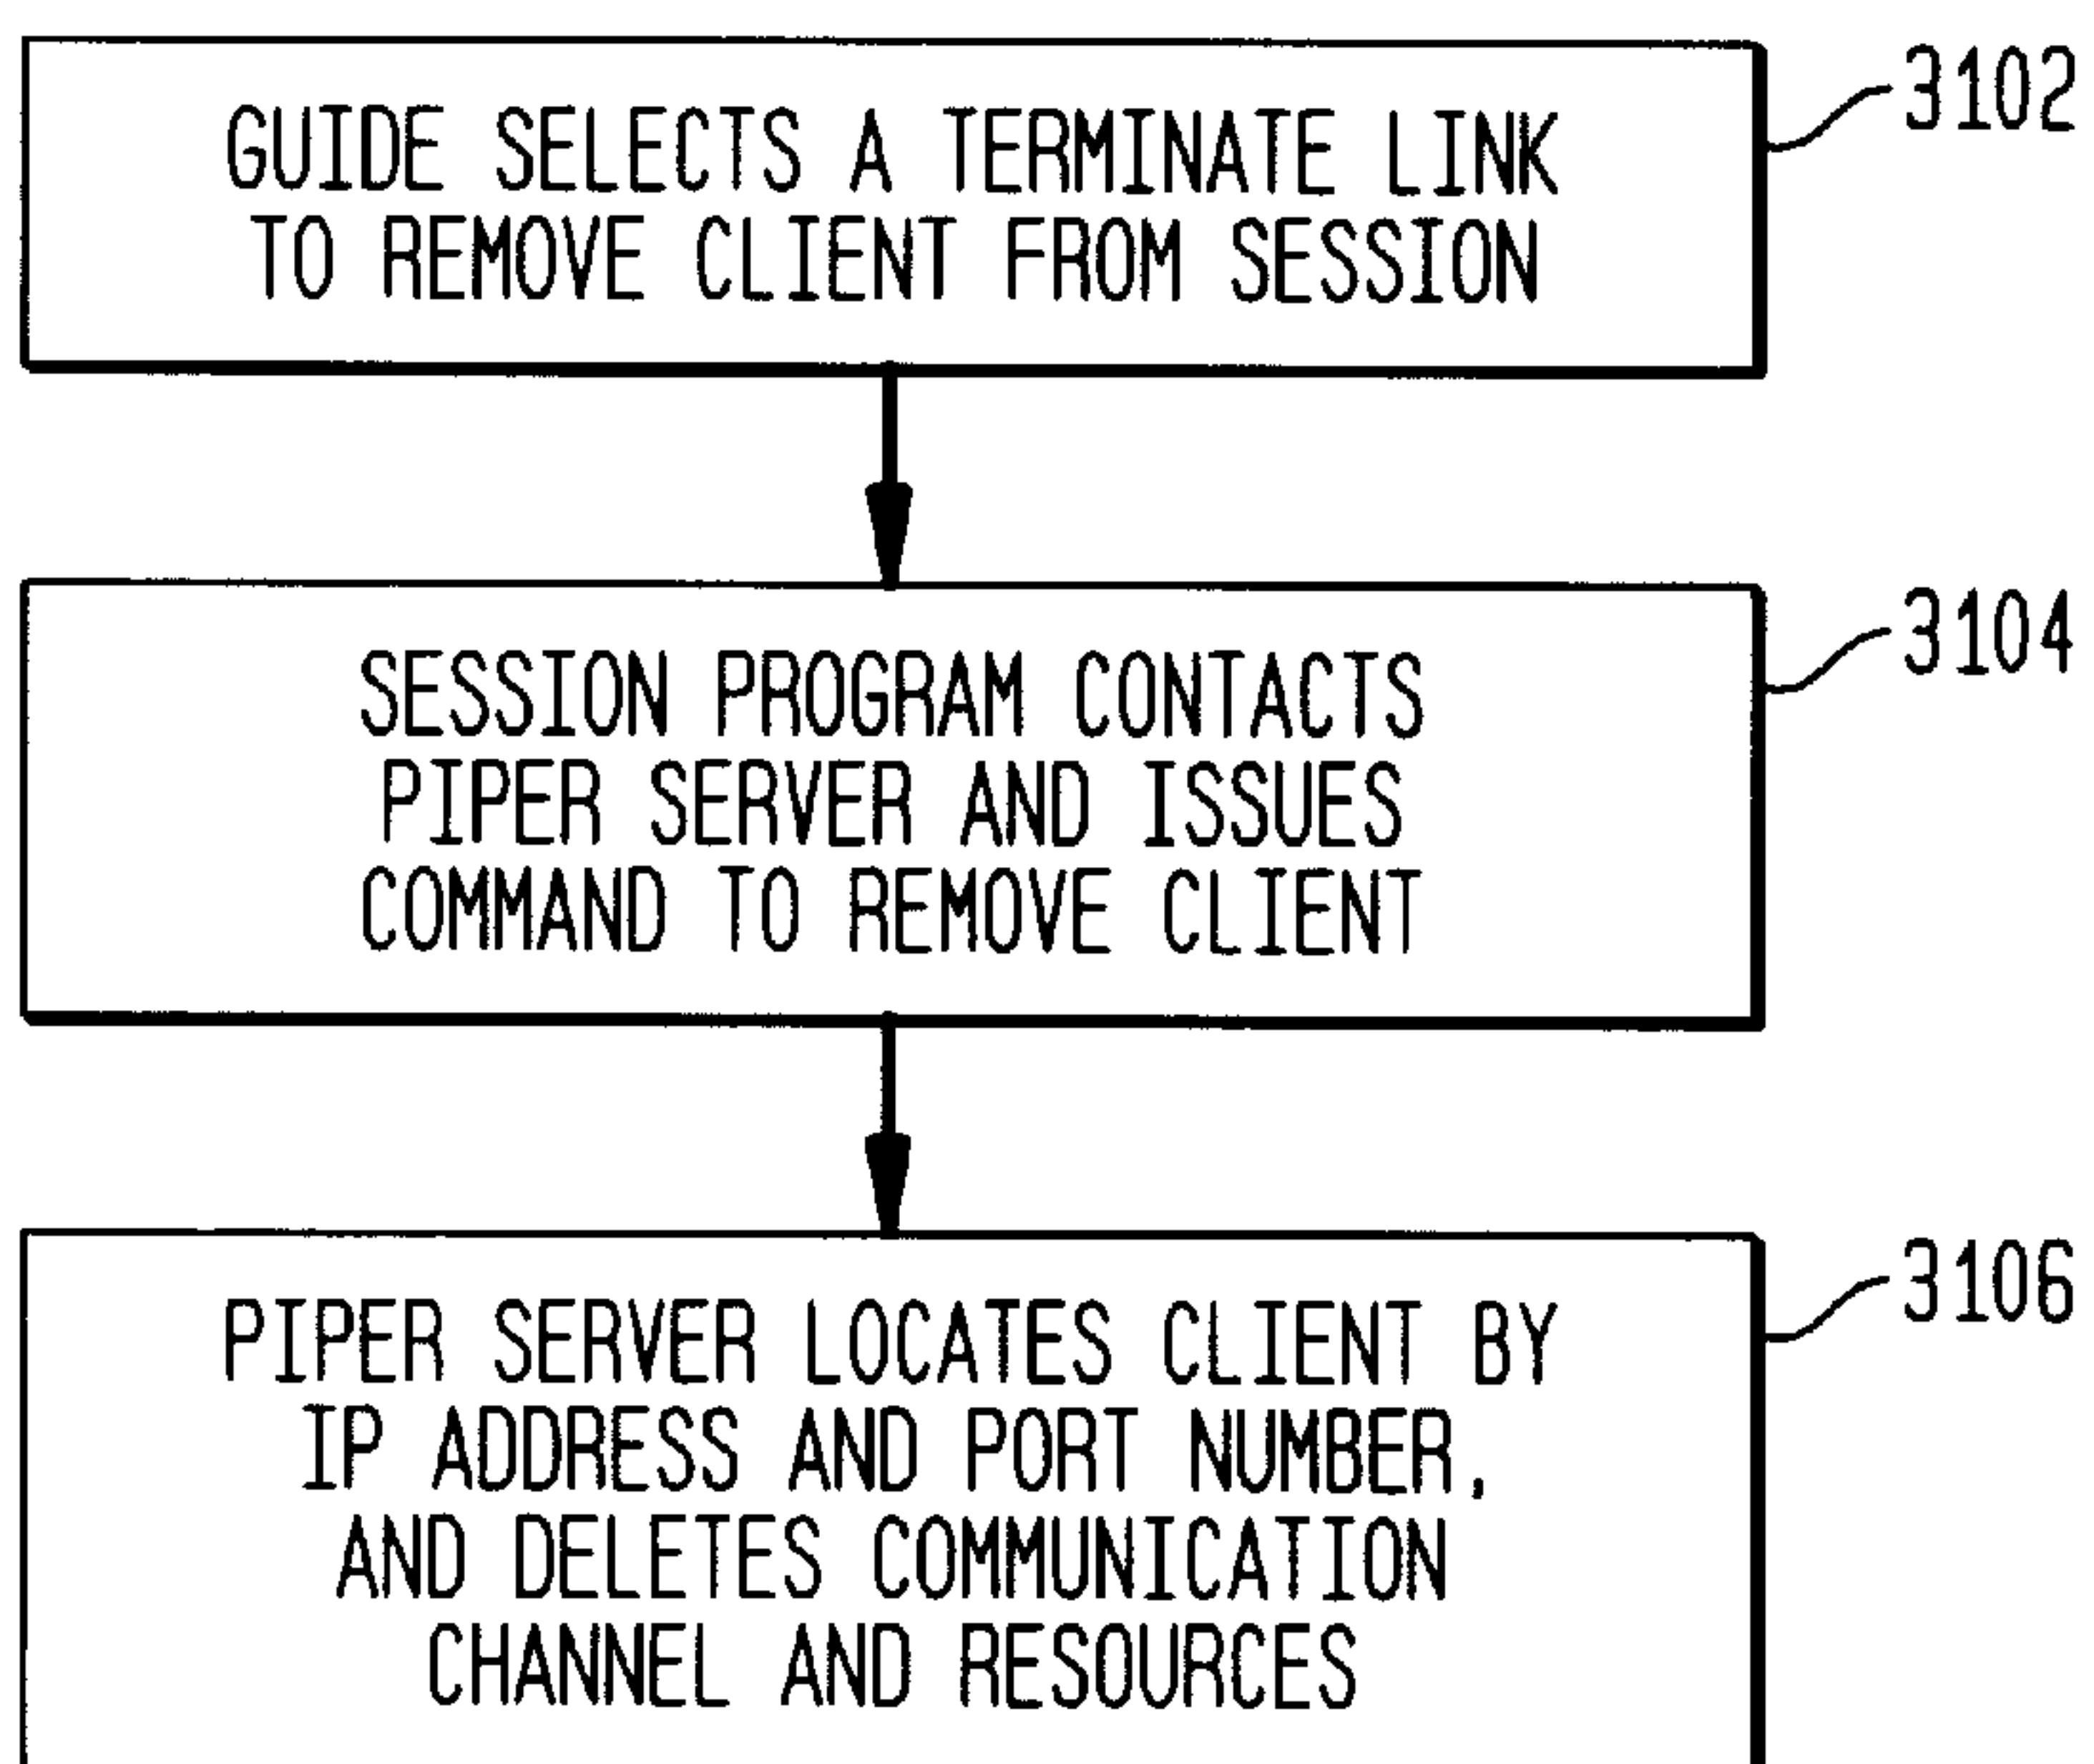 GUIDE SELECTS A TERMINATE LINK
TO REMOVE CLIENT FROM SESSION
3102
SESSION PROGRAM CONTACTS
PIPER SERVER AND ISSUES
COMMAND TO REMOVE CLIENT
3104
PIPER SERVER LOCATES CLIENT BY
IP ADDRESS AND PORT NUMBER,
AND DELETES COMMUNICATION
CHANNEL AND RESOURCES
3106